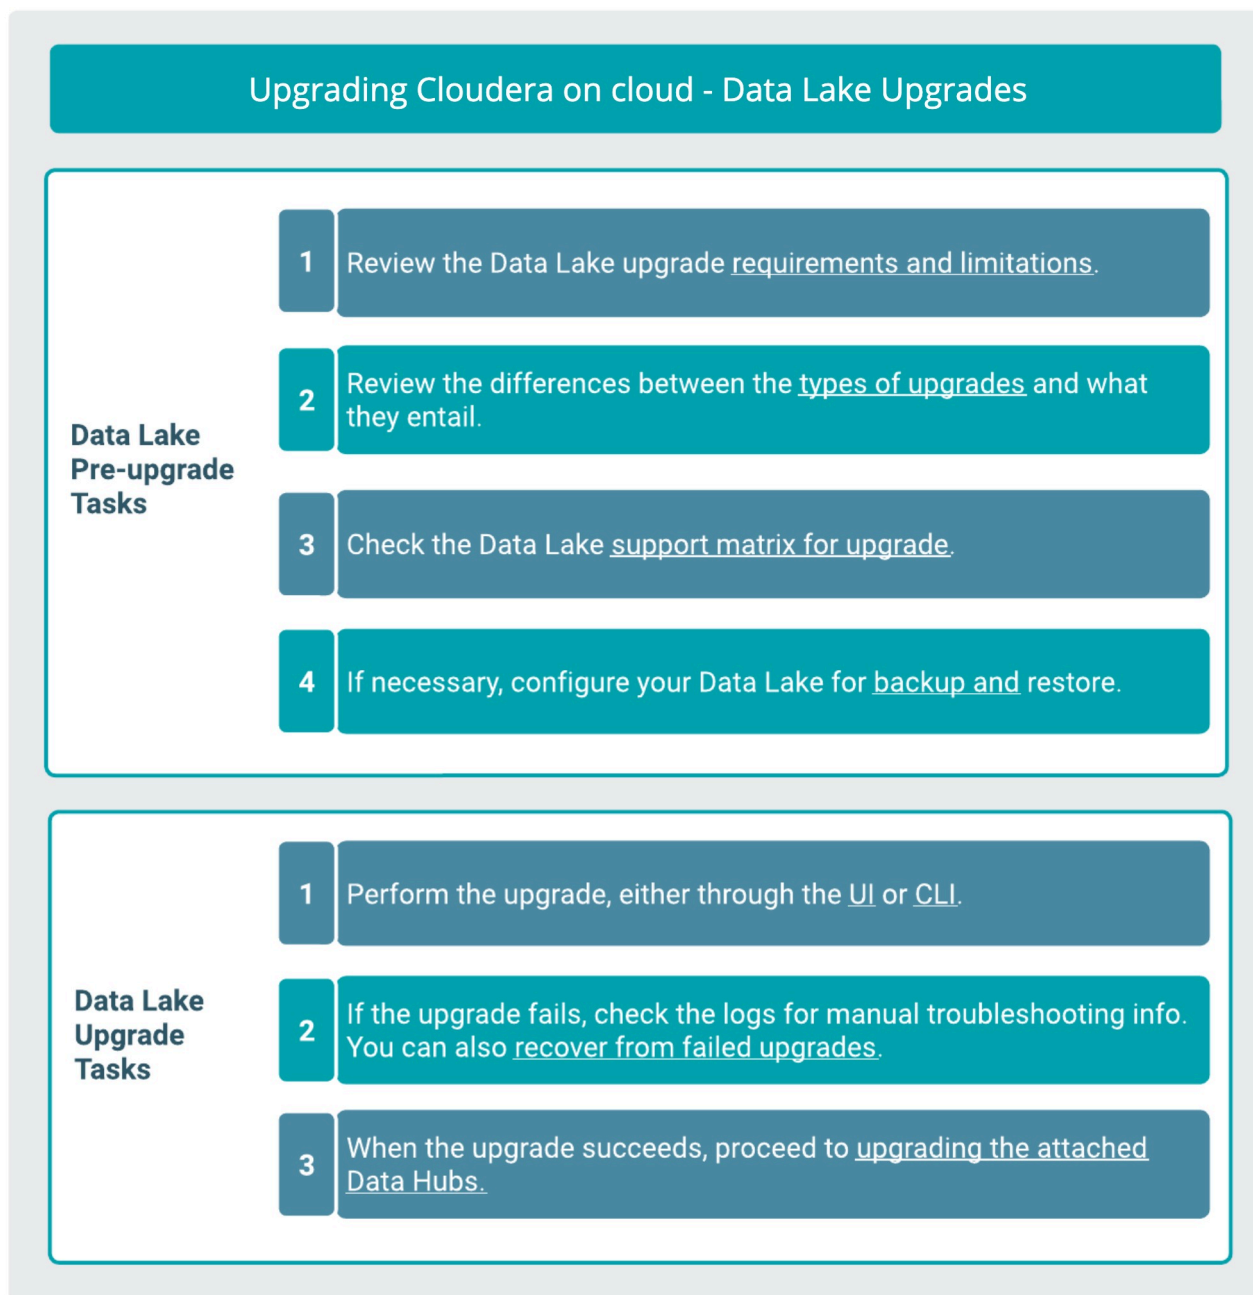 Upgrading Cloudera on cloud - Data Lake Upgrades
Data Lake
Pre-upgrade
Tasks
1
Review the Data Lake upgrade requirements and limitations.
2
Review the differences between the types of upgrades and what
they entail.
3
Check the Data Lake support matrix for upgrade.
4
If necessary, configure your Data Lake for backup and restore.
Data Lake
Upgrade
Tasks
1
Perform the upgrade, either through the UI or CLI.
2
If the upgrade fails, check the logs for manual troubleshooting info.
You can also recover from failed upgrades.
3
When the upgrade succeeds, proceed to upgrading the attached
Data Hubs.